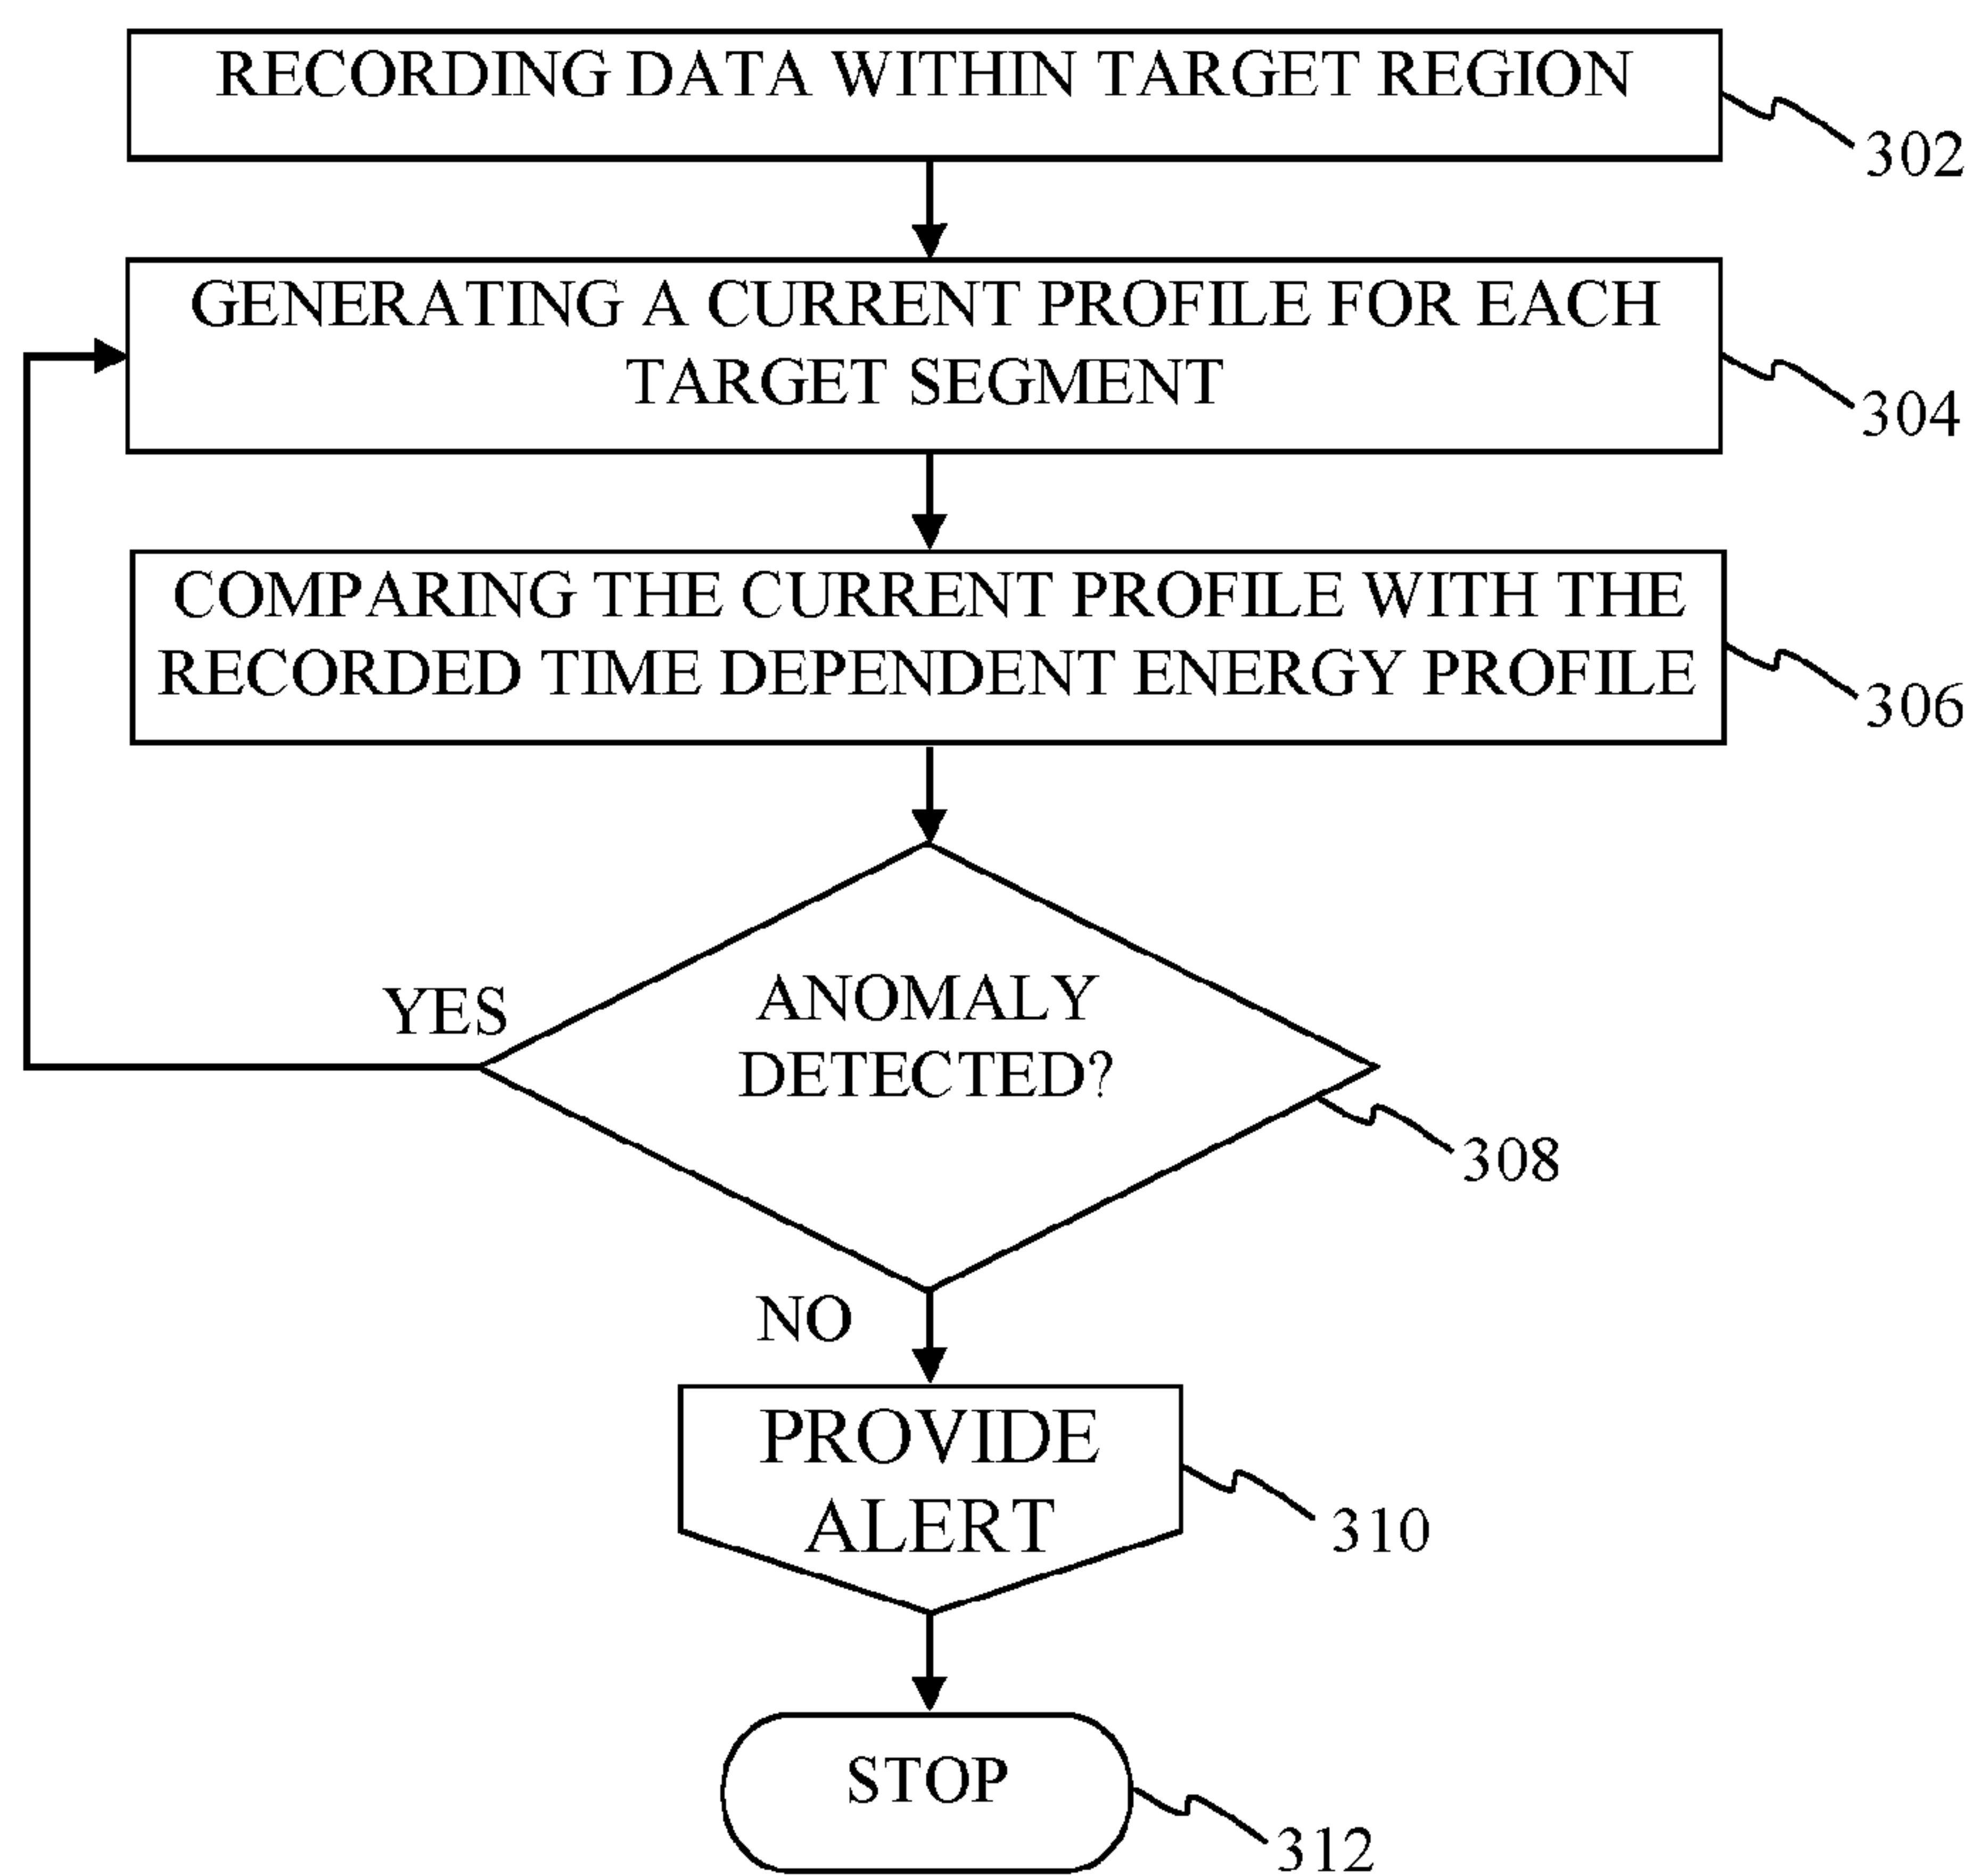 RECORDING DATA WITHIN TARGET REGION
302
GENERATING A CURRENT PROFILE FOR EACH
TARGET SEGMENT
304
COMPARING THE CURRENT PROFILE WITH THE
RECORDED TIME DEPENDENT ENERGY PROFILE
306
YES
ANOMALY
DETECTED?
308
NO
PROVIDE
ALERT
310
STOP
312